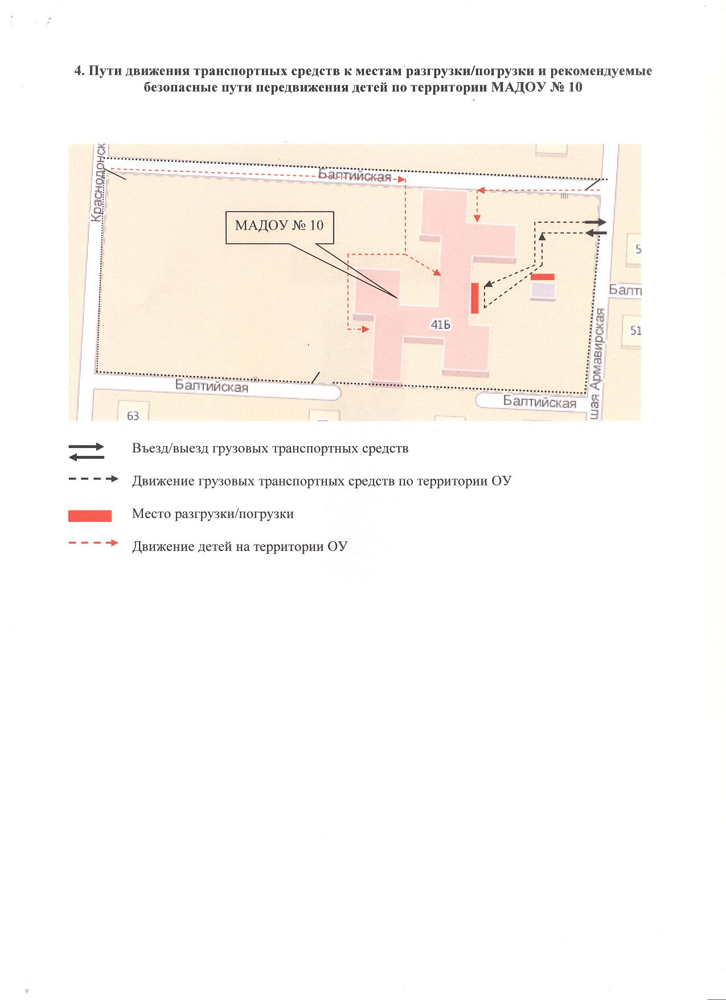 4. Пути движения транспортных средств к местам разгрузки/погрузки и рекомендуемые
безопасные пути передвижения детей по территории МАДОУ № 10
Краснодонск
Балтийская
МАДОУ № 10
5
Балт
41Б
51
шая Армавирская
Балтийская
Балтийская
63
Въезд/выезд грузовых транспортных средств
Движение грузовых транспортных средств по территории ОУ
Место разгрузки/погрузки
Движение детей на территории ОУ